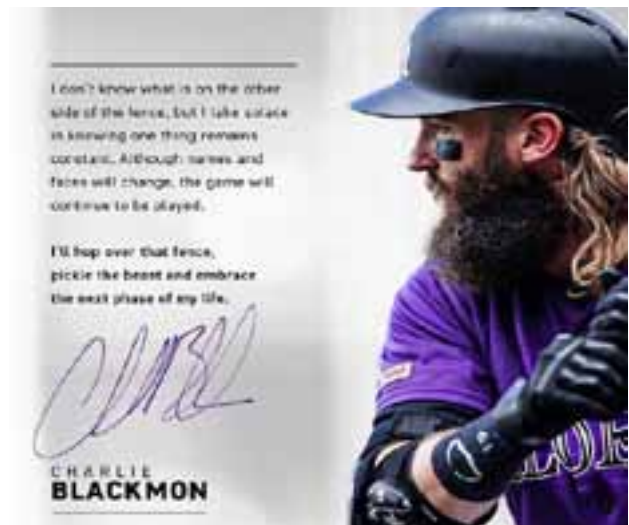 I don't know what is on the other
side of the fence, but I take solace
in knowing one thing remains
constant. Although names and
faces will change, the game will
continue to be played.
I'll hop over that fence,
pickle the beast and embrace
the next phase of my life.
CHARLIE
BLACKMON